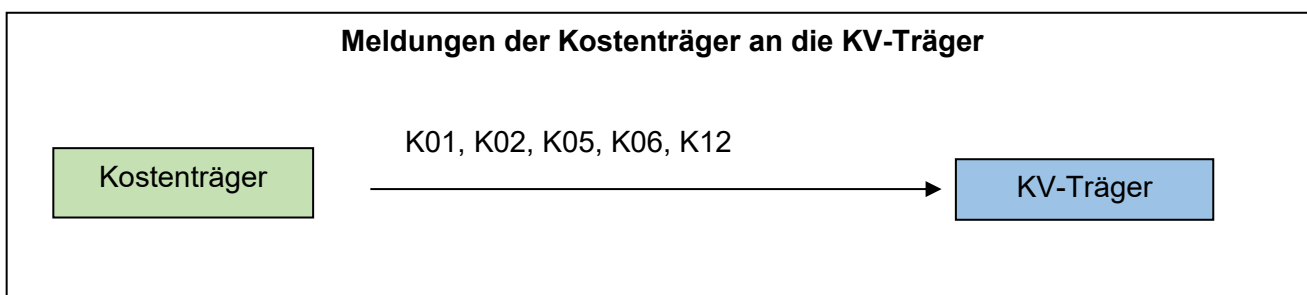 Meldungen der Kostenträger an die KV-Träger
K01, K02, K05, K06, K12
Kostenträger
KV-Träger